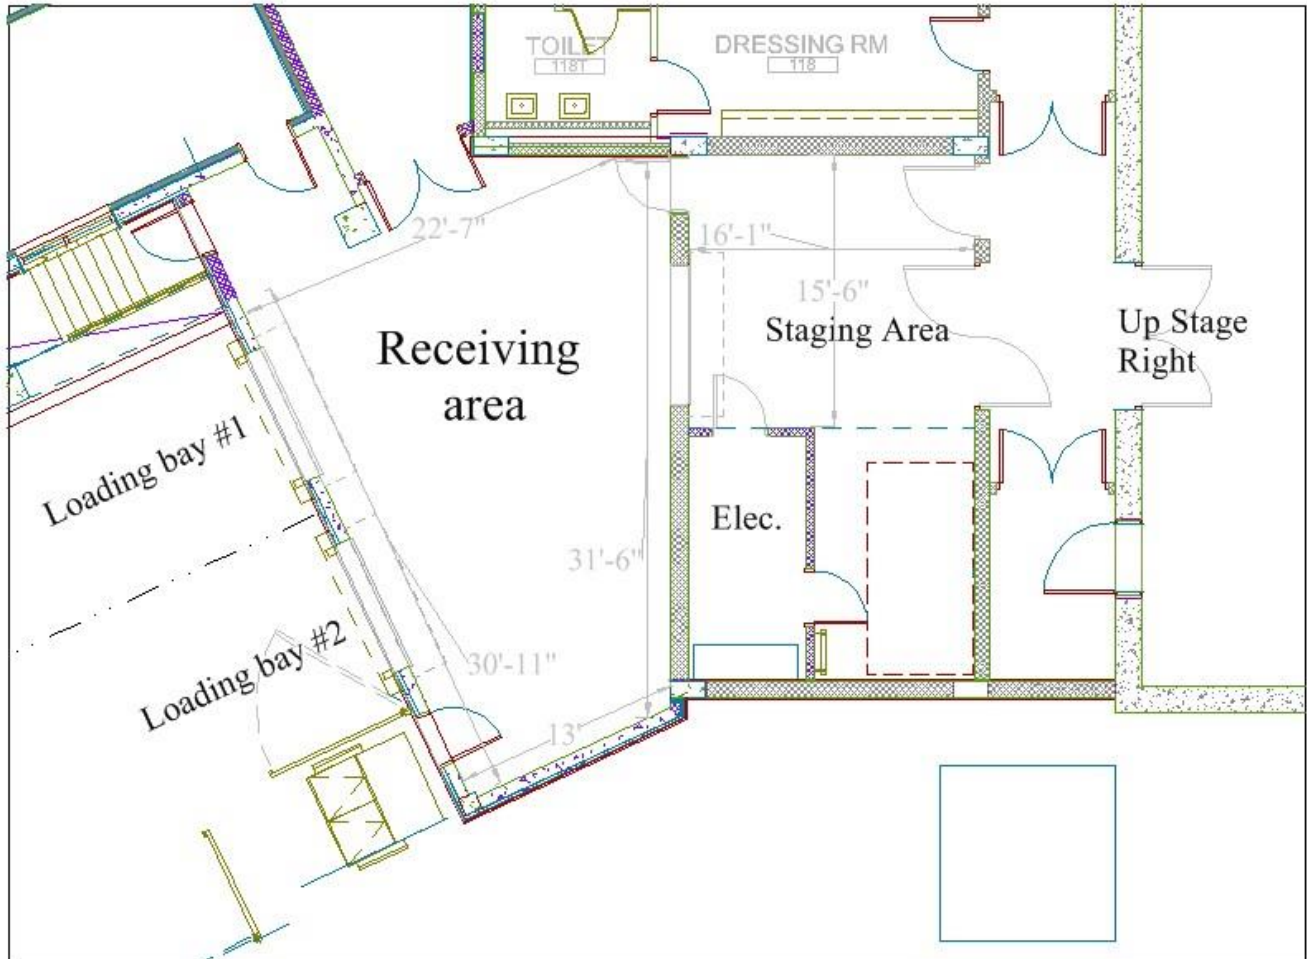 TOILET
118T
DRESSING RM
118
22'-7"
16'-1"
15'-6"
Receiving
area
Staging Area
Up Stage
Right
Loading bay #1
Elec.
31'-6"
Loading bay #2
30'-11"
13'